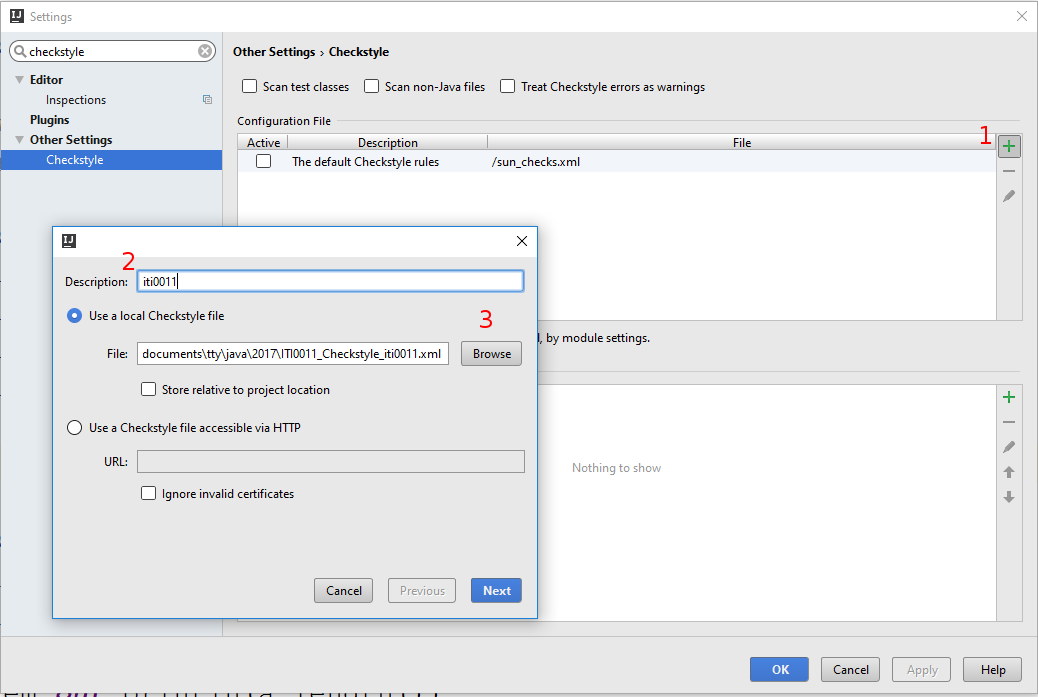 IJ Settings
checkstyle
Editor
Inspections
Plugins
Other Settings
Checkstyle
Other Settings › Checkstyle
Scan test classes Scan non-Java files Treat Checkstyle errors as warnings
Configuration File
Active Description File
1
The default Checkstyle rules /sun_checks.xml
IJ
2
Description: iti0011
Use a local Checkstyle file
3
File: documents\tty\java\2017\ITI0011_Checkstyle_iti0011.xml Browse
Store relative to project location
Use a Checkstyle file accessible via HTTP
URL:
Ignore invalid certificates
Cancel Previous Next
, by module settings.
Nothing to show
OK Cancel Apply Help